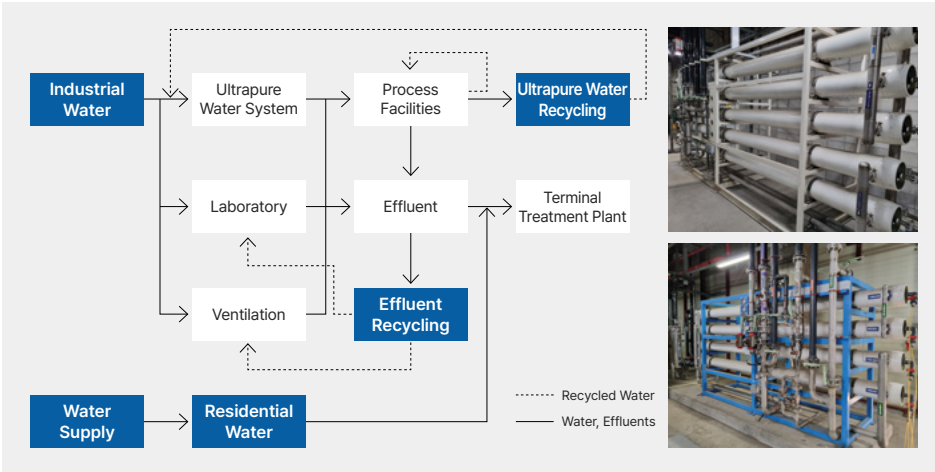 Industrial
Water
Ultrapure
Water System
Process
Facilities
Ultrapure Water
Recycling
Laboratory
Effluent
Terminal
Treatment Plant
Ventilation
Effluent
Recycling
Water
Supply
Residential
Water
Recycled Water
Water, Effluents